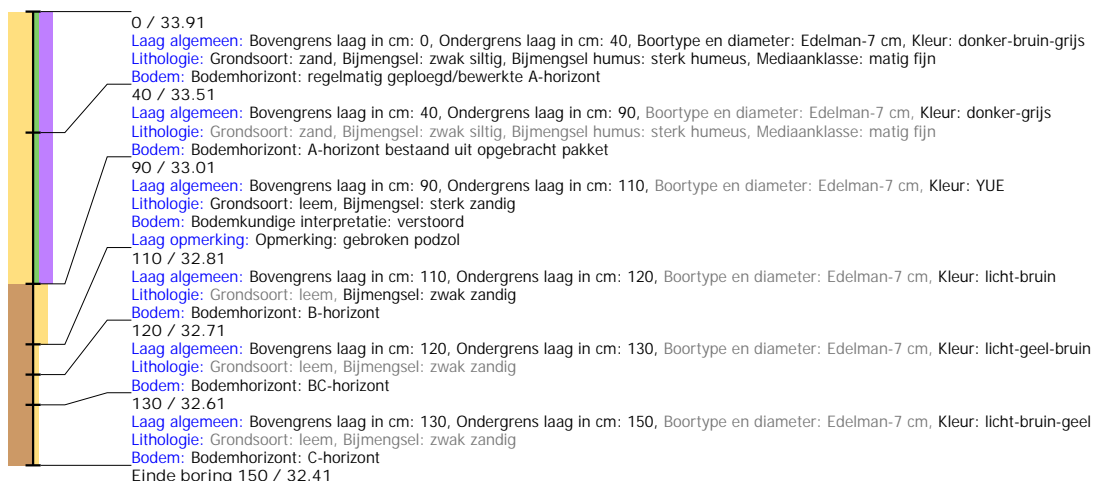 0 / 33.91
Laag algemeen: Bovengrens laag in cm: 0, Ondergrens laag in cm: 40, Boortype en diameter: Edelman-7 cm, Kleur: donker-bruin-grijs
Lithologie: Grondsoort: zand, Bijmengsel: zwak siltig, Bijmengsel humus: sterk humeus, Mediaanklasse: matig fijn
Bodem: Bodemhorizont: regelmatig geploegd/bewerkte A-horizont
40 / 33.51
Laag algemeen: Bovengrens laag in cm: 40, Ondergrens laag in cm: 90, Boortype en diameter: Edelman-7 cm, Kleur: donker-grijs
Lithologie: Grondsoort: zand, Bijmengsel: zwak siltig, Bijmengsel humus: sterk humeus, Mediaanklasse: matig fijn
Bodem: Bodemhorizont: A-horizont bestaand uit opgebracht pakket
90 / 33.01
Laag algemeen: Bovengrens laag in cm: 90, Ondergrens laag in cm: 110, Boortype en diameter: Edelman-7 cm, Kleur: YUE
Lithologie: Grondsoort: leem, Bijmengsel: sterk zandig
Bodem: Bodemkundige interpretatie: verstoord
Laag opmerking: Opmerking: gebroken podzol
110 / 32.81
Laag algemeen: Bovengrens laag in cm: 110, Ondergrens laag in cm: 120, Boortype en diameter: Edelman-7 cm, Kleur: licht-bruin
Lithologie: Grondsoort: leem, Bijmengsel: zwak zandig
Bodem: Bodemhorizont: B-horizont
120 / 32.71
Laag algemeen: Bovengrens laag in cm: 120, Ondergrens laag in cm: 130, Boortype en diameter: Edelman-7 cm, Kleur: licht-geel-bruin
Lithologie: Grondsoort: leem, Bijmengsel: zwak zandig
Bodem: Bodemhorizont: BC-horizont
130 / 32.61
Laag algemeen: Bovengrens laag in cm: 130, Ondergrens laag in cm: 150, Boortype en diameter: Edelman-7 cm, Kleur: licht-bruin-geel
Lithologie: Grondsoort: leem, Bijmengsel: zwak zandig
Bodem: Bodemhorizont: C-horizont
Einde boring 150 / 32.41